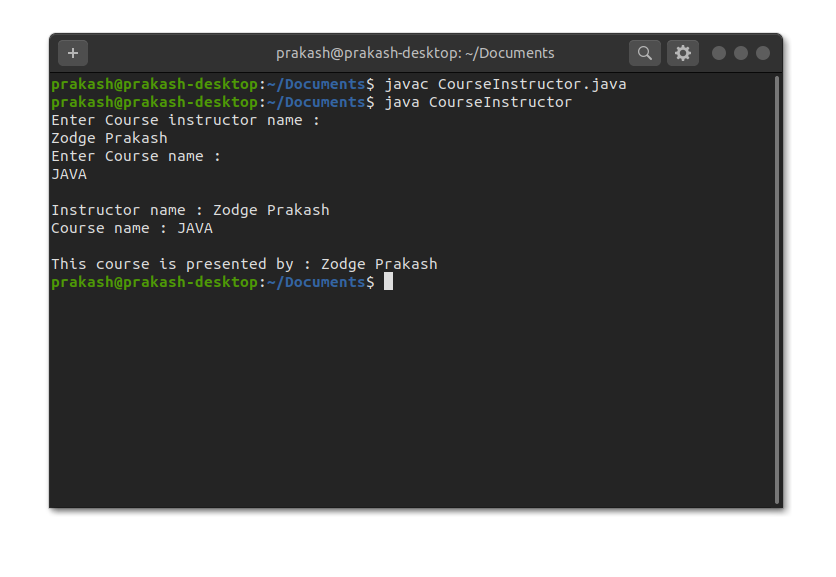 prakash@prakash-desktop: ~/Documents
prakash@prakash-desktop:~/Documents$ javac CourseInstructor.java
prakash@prakash-desktop:~/Documents$ java CourseInstructor
Enter Course instructor name :
Zodge Prakash
Enter Course name :
JAVA
Instructor name : Zodge Prakash
Course name : JAVA
This course is presented by : Zodge Prakash
prakash@prakash-desktop:~/Documents$